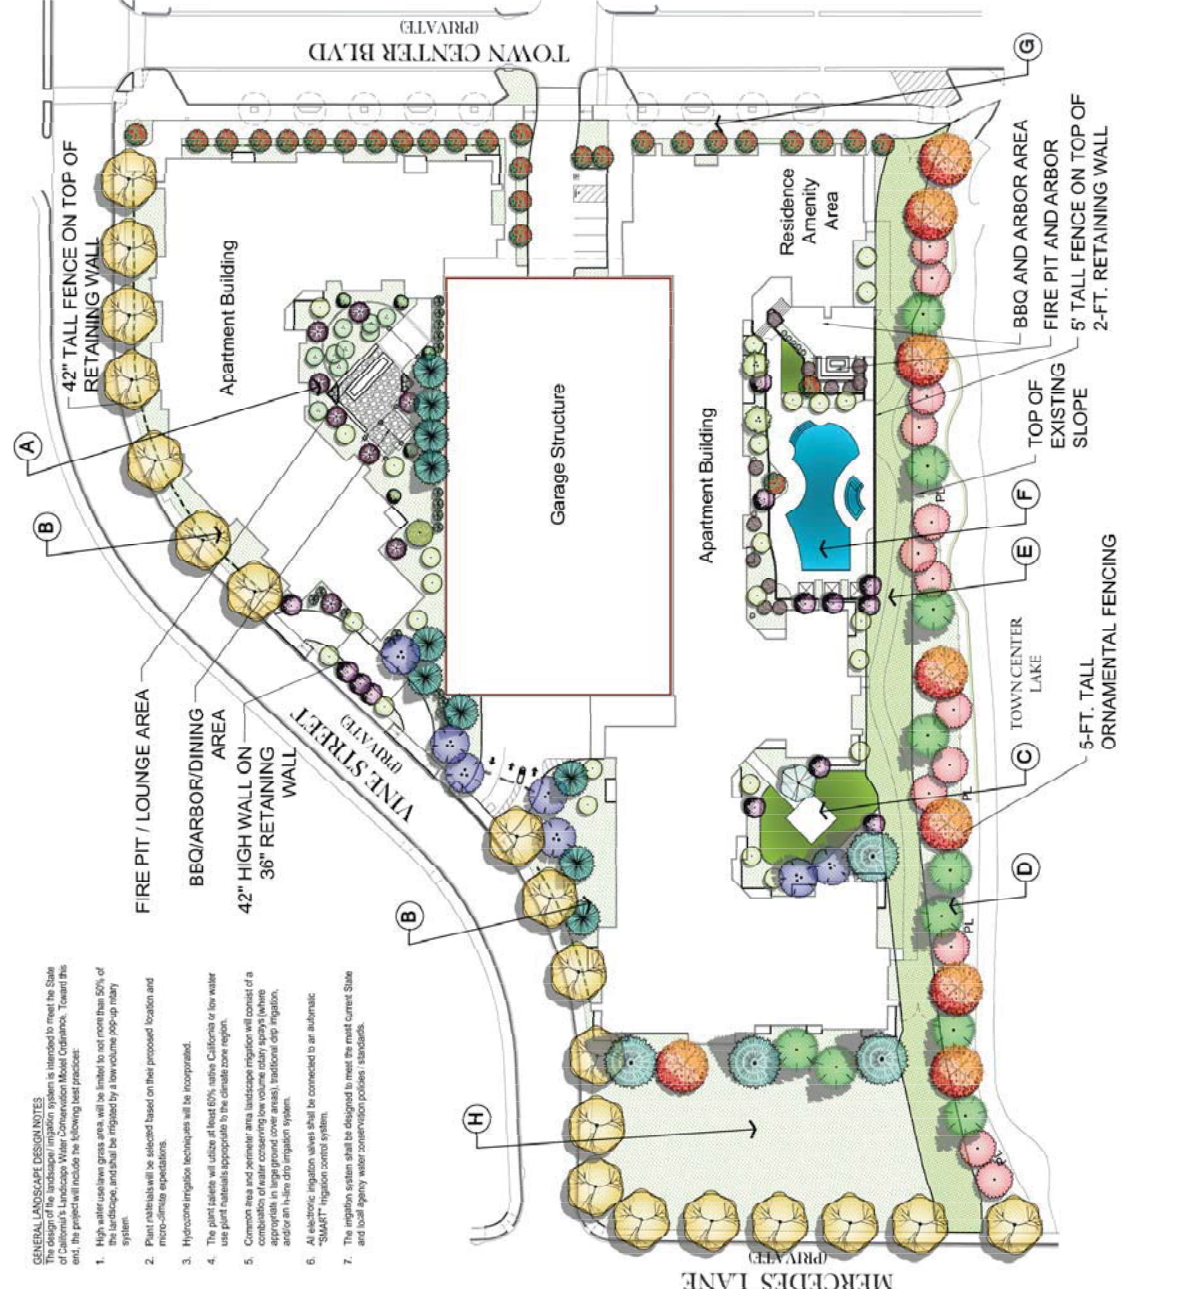 TOWN CENTER BLVD
(PRIVATE)
G
42" TALL FENCE ON TOP OF
RETAINING WALL
A
B
Apartment Building
FIRE PIT / LOUNGE AREA
BBQ/ARBOR/DINING
AREA
42" HIGH WALL ON
36" RETAINING
WALL
VINE STREET
(PRIVATE)
B
H
Garage Structure
Apartment Building
Residence
Amenity
Area
BBQ AND ARBOR AREA
FIRE PIT AND ARBOR
5' TALL FENCE ON TOP OF
2-FT. RETAINING WALL
TOP OF
EXISTING
SLOPE
PL
F
E
TOWN CENTER
LAKE
C
PL
5-FT. TALL
ORNAMENTAL FENCING
D
PL
PL
MERCEDES LANE
(PRIVATE)
GENERAL LANDSCAPE DESIGN NOTES
The design of the landscape/ irrigation system is intended to meet the State
of California's Landscape Water Conservation Model Ordinance. Toward this
end, the project will include the following best practices:
1. High water use lawn grass area, will be limited to not more than 50% of
the landscape, and shall be irrigated by a low volume pop-up rotary
system.
2. Plant materials will be selected based on their proposed location and
micro-climate expectations.
3. Hydrozone irrigation techniques will be incorporated.
4. The plant palette will utilize at least 60% native California or low water
use plant materials appropriate to the climate zone region.
5. Common area and perimeter area landscape irrigation will consist of a
combination of water conserving low volume rotary sprays (where
appropriate in large ground cover areas), traditional drip irrigation,
and/or an in-line drip irrigation system.
6. All electronic irrigation valves shall be connected to an automatic
"SMART" irrigation control system.
7. The irrigation system shall be designed to meet the most current State
and local agency water conservation policies / standards.